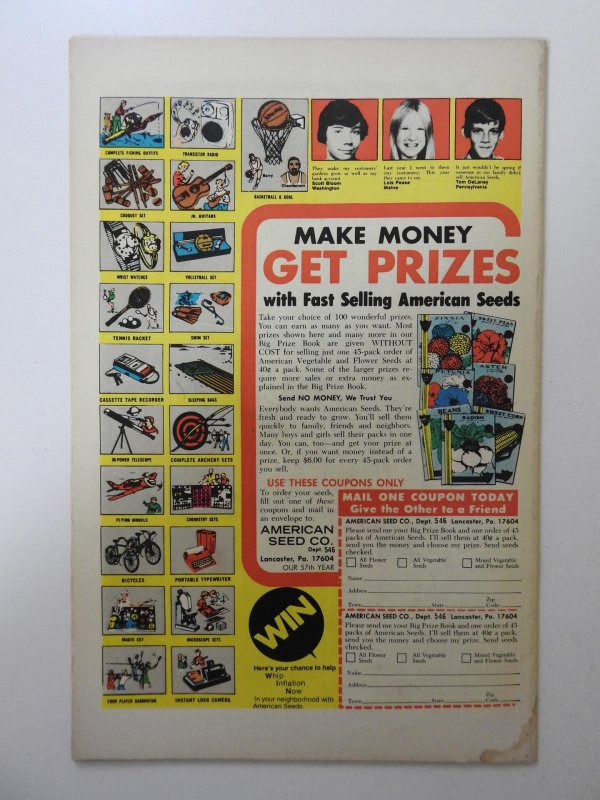 COMPLETE FISHING OUTFITS
TRANSISTOR RADIO
CROQUET SET
JR. GUITARS
WRIST WATCHES
VOLLEYBALL SET
TENNIS RACKET
SWIM SET
CASSETTE TAPE RECORDER
SLEEPING BAGS
30-POWER TELESCOPE
COMPLETE ARCHERY SETS
FLYING MODELS
CHEMISTRY SETS
BICYCLES
PORTABLE TYPEWRITER
MAGIC SET
MICROSCOPE SETS
FOUR PLAYER BADMINTON
INSTANT LOAD CAMERA
Barry
Chamberlain
BASKETBALL & GOAL
They make my customers'
gardens grow as well as my
bank account.
Scott Bloom
Washington
Last year I went to them
(my customers). This year
they came to me.
Lois Pease
Maine
It just wouldn't be spring if
someone in our family didn't
sell American Seeds.
Tom DeLaney
Pennsylvania
MAKE MONEY
GET PRIZES
with Fast Selling American Seeds
Take your choice of 100 wonderful prizes.
You can earn as many as you want. Most
prizes shown here and many more in our
Big Prize Book are given WITHOUT
COST for selling just one 45-pack order of
American Vegetable and Flower Seeds at
40¢ a pack. Some of the larger prizes re-
quire more sales or extra money as ex-
plained in the Big Prize Book.
Send NO MONEY, We Trust You
Everybody wants American Seeds. They're
fresh and ready to grow. You'll sell them
quickly to family, friends and neighbors.
Many boys and girls sell their packs in one
day. You can, too—and get your prize at
once. Or, if you want money instead of a
prize, keep $6.00 for every 45-pack order
you sell.
ZINNIA
SWEET PEAS
PETUNIA
ASTER
BEANS
RADISH
SWEET CORN
USE THESE COUPONS ONLY
To order your seeds,
fill out one of these
coupons and mail in
an envelope to:
AMERICAN
SEED CO.
Dept. 546
Lancaster, Pa. 17604
OUR 57TH YEAR
MAIL ONE COUPON TODAY
Give the Other to a Friend
AMERICAN SEED CO., Dept. 546 Lancaster, Pa. 17604
Please send me your Big Prize Book and one order of 45
packs of American Seeds. I'll sell them at 40¢ a pack,
send you the money and choose my prize. Send seeds
checked.
All Flower Seeds
All Vegetable Seeds
Mixed Vegetable and Flower Seeds
Name
Address
Town State Zip Code
AMERICAN SEED CO., Dept. 546 Lancaster, Pa. 17604
Please send me your Big Prize Book and one order of 45
packs of American Seeds. I'll sell them at 40¢ a pack,
send you the money and choose my prize. Send seeds
checked.
All Flower Seeds
All Vegetable Seeds
Mixed Vegetable and Flower Seeds
Name
Address
Town State Zip Code
WIN
Here's your chance to help
Whip
Inflation
Now
in your neighborhood with
American Seeds.